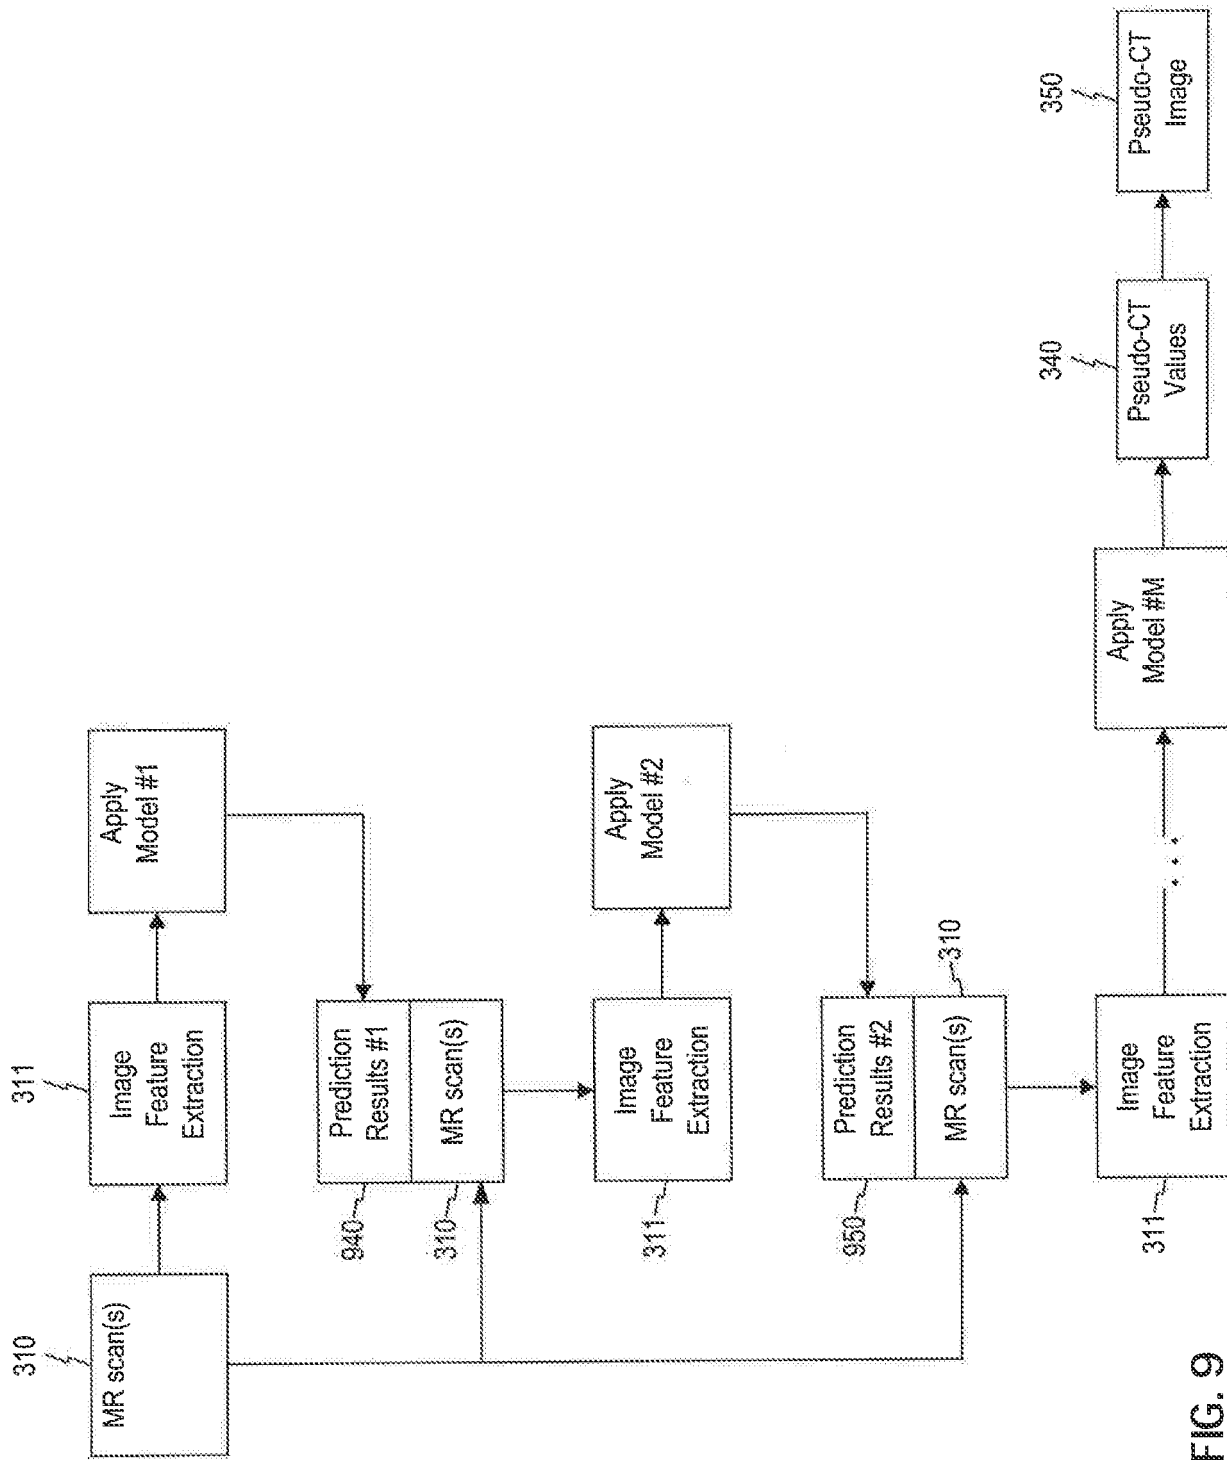 310
MR scan(s)
311
Image
Feature
Extraction
Apply
Model #1
940
Prediction
Results #1
310
MR scan(s)
311
Image
Feature
Extraction
Apply
Model #2
950
Prediction
Results #2
MR scan(s)
310
311
Image
Feature
Extraction
. . .
Apply
Model #M
340
Pseudo-CT
Values
350
Pseudo-CT
Image
FIG. 9